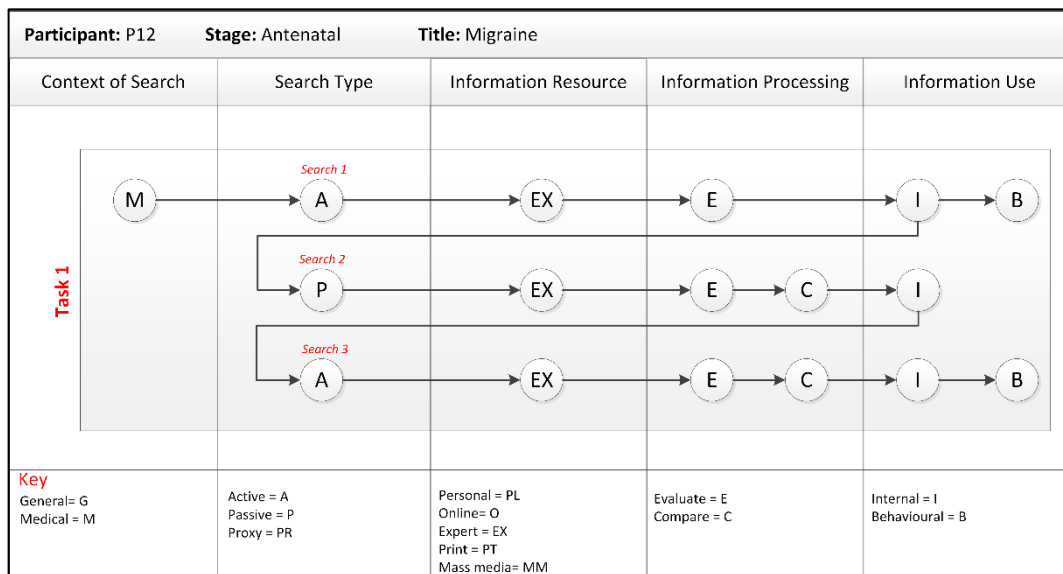 Participant: P12 Stage: Antenatal Title: Migraine
Context of Search Search Type Information Resource Information Processing Information Use
Task 1
Search 1
M A EX E I B
Search 2
P EX E C I
Search 3
A EX E C I B
Key
General= G
Medical = M
Active = A
Passive = P
Proxy = PR
Personal = PL
Online= O
Expert = EX
Print = PT
Mass media= MM
Evaluate = E
Compare = C
Internal = I
Behavioural = B